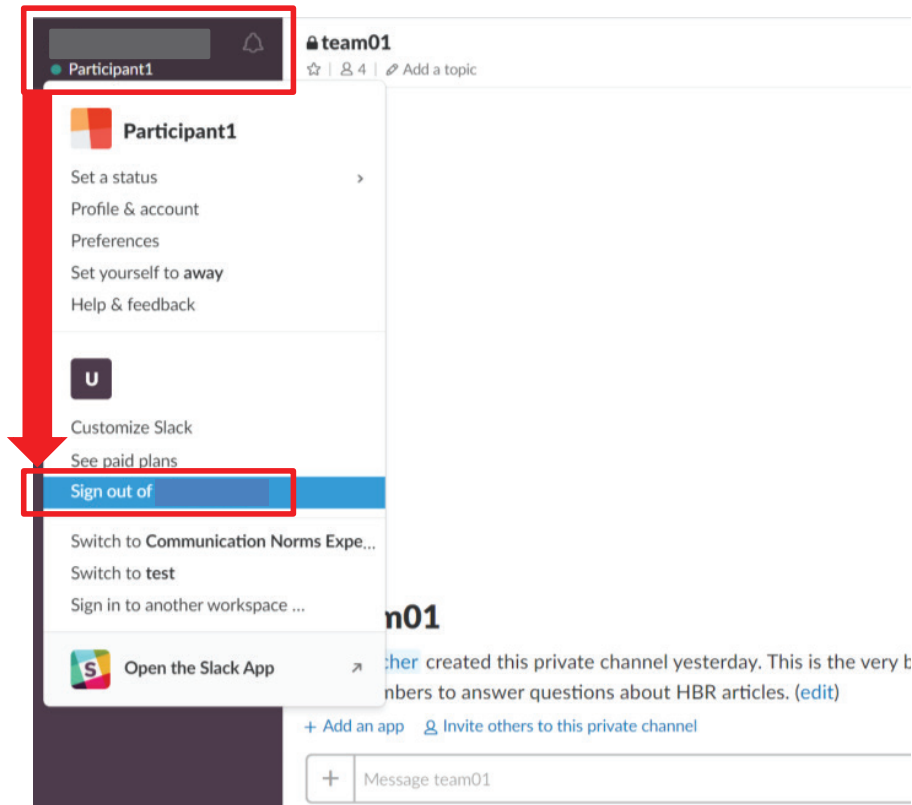 team01
4 | Add a topic
Participant1
Participant1
Set a status
Profile & account
Preferences
Set yourself to away
Help & feedback
U
Customize Slack
See paid plans
Sign out of
Switch to Communication Norms Expe...
Switch to test
Sign in to another workspace ...
S
Open the Slack App
m01
cher created this private channel yesterday. This is the very b
nbers to answer questions about HBR articles. (edit)
+ Add an app Invite others to this private channel
+ Message team01